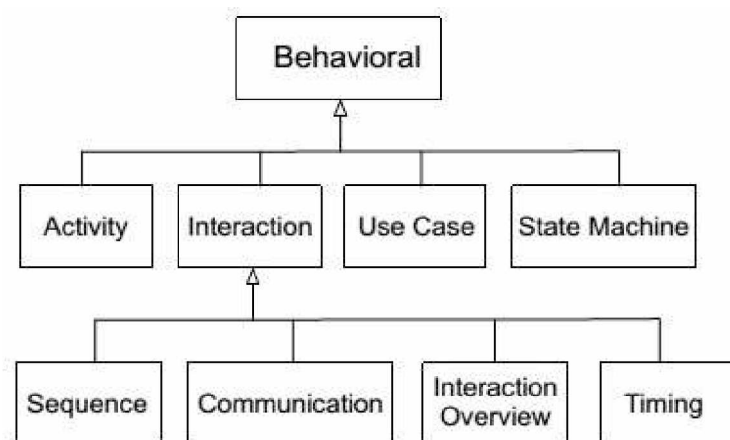 Behavioral
Activity
Interaction
Use Case
State Machine
Sequence
Communication
Interaction
Overview
Timing